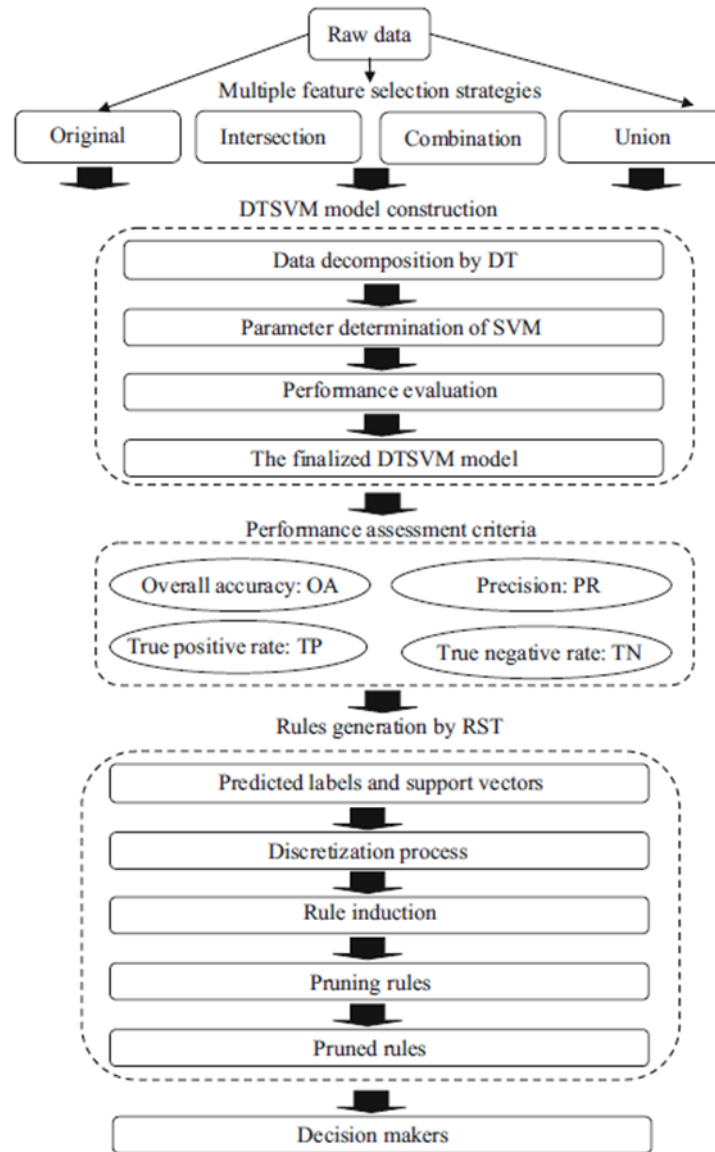 Raw data
Multiple feature selection strategies
Original
Intersection
Combination
Union
DTSVM model construction
Data decomposition by DT
Parameter determination of SVM
Performance evaluation
The finalized DTSVM model
Performance assessment criteria
Overall accuracy: OA
Precision: PR
True positive rate: TP
True negative rate: TN
Rules generation by RST
Predicted labels and support vectors
Discretization process
Rule induction
Pruning rules
Pruned rules
Decision makers